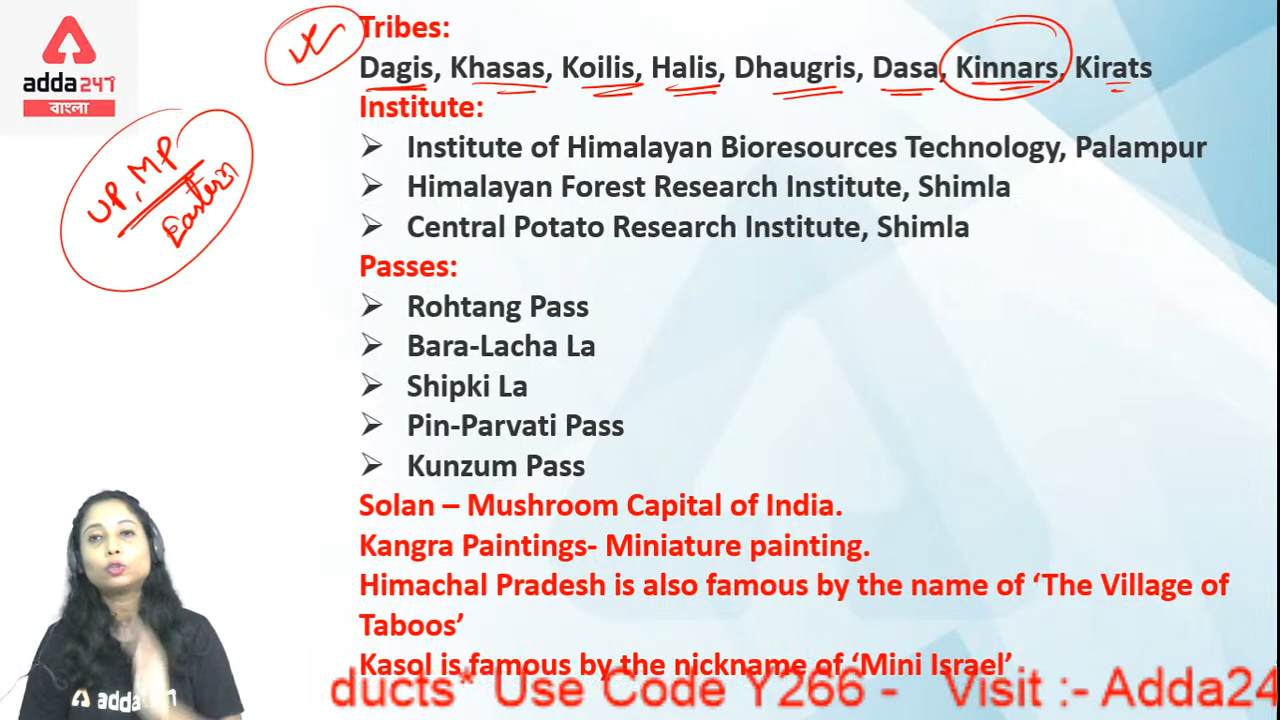 adda247
বাংলা
UP, MP
Tribes:
Dagis, Khasas, Koilis, Halis, Dhaugris, Dasa, Kinnars, Kirats
Institute:
Institute of Himalayan Bioresources Technology, Palampur
Himalayan Forest Research Institute, Shimla
Central Potato Research Institute, Shimla
Passes:
Rohtang Pass
Bara-Lacha La
Shipki La
Pin-Parvati Pass
Kunzum Pass
Solan – Mushroom Capital of India.
Kangra Paintings- Miniature painting.
Himachal Pradesh is also famous by the name of ‘The Village of
Taboos’
Kasol is famous by the nickname of ‘Mini Israel’
ducts* Use Code Y266 - Visit :- Adda24